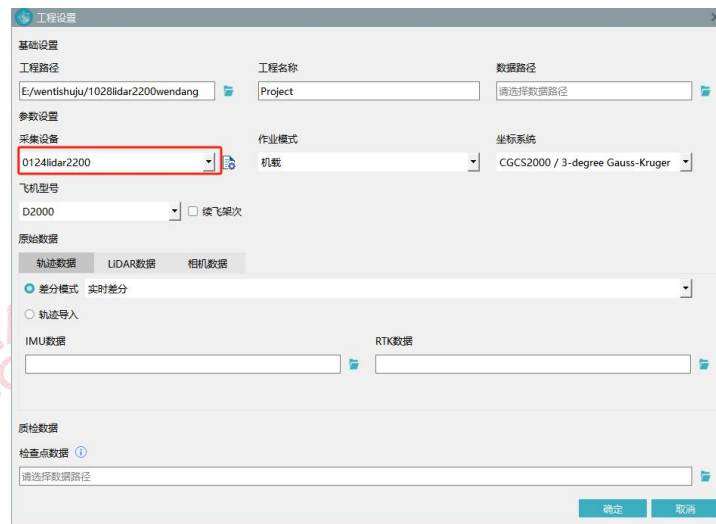 工程设置
基础设置
工程路径 工程名称 数据路径
E:/wentishuju/1028lidar2200wendang Project 请选择数据路径
参数设置
采集设备 作业模式 坐标系统
0124lidar2200 机载 CGCS2000 / 3-degree Gauss-Kruger
飞机型号
D2000 续飞架次
原始数据
轨迹数据 LiDAR数据 相机数据
差分模式 实时差分
轨迹导入
IMU数据 RTK数据
质检数据
检查点数据
请选择数据路径
确定 取消